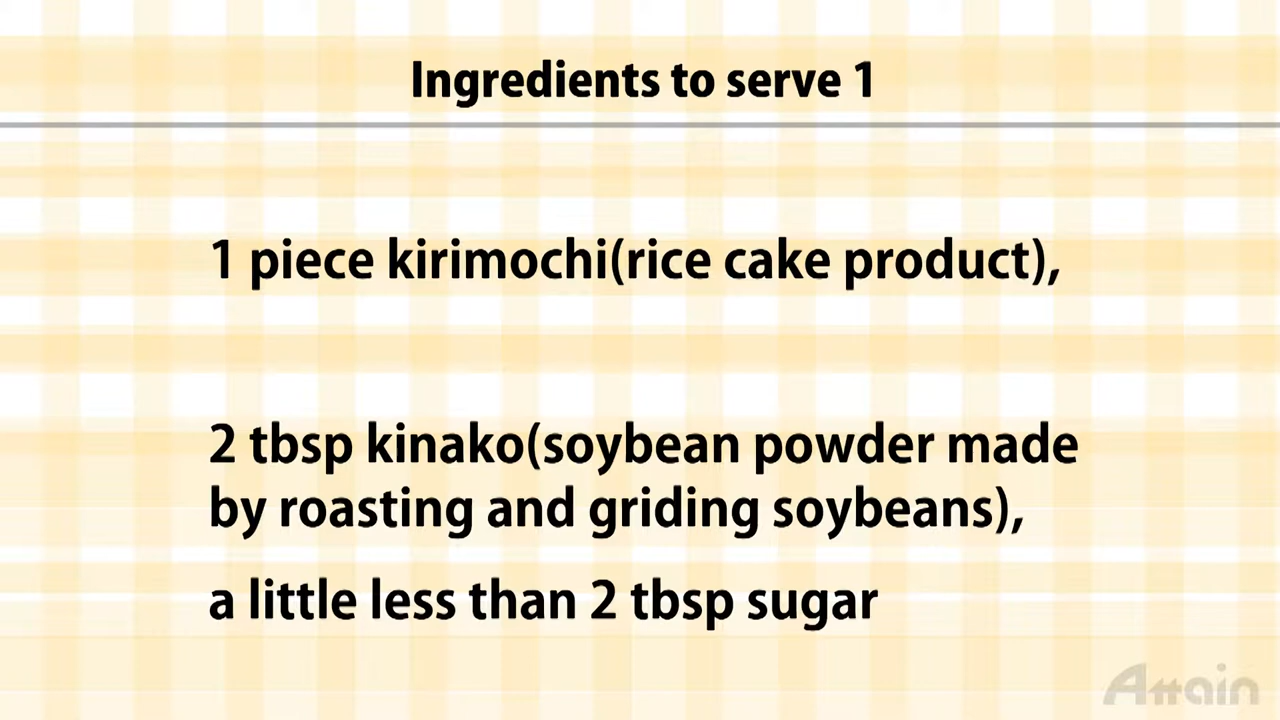 Ingredients to serve 1
1 piece kirimochi(rice cake product),
2 tbsp kinako(soybean powder made
by roasting and griding soybeans),
a little less than 2 tbsp sugar
Attain